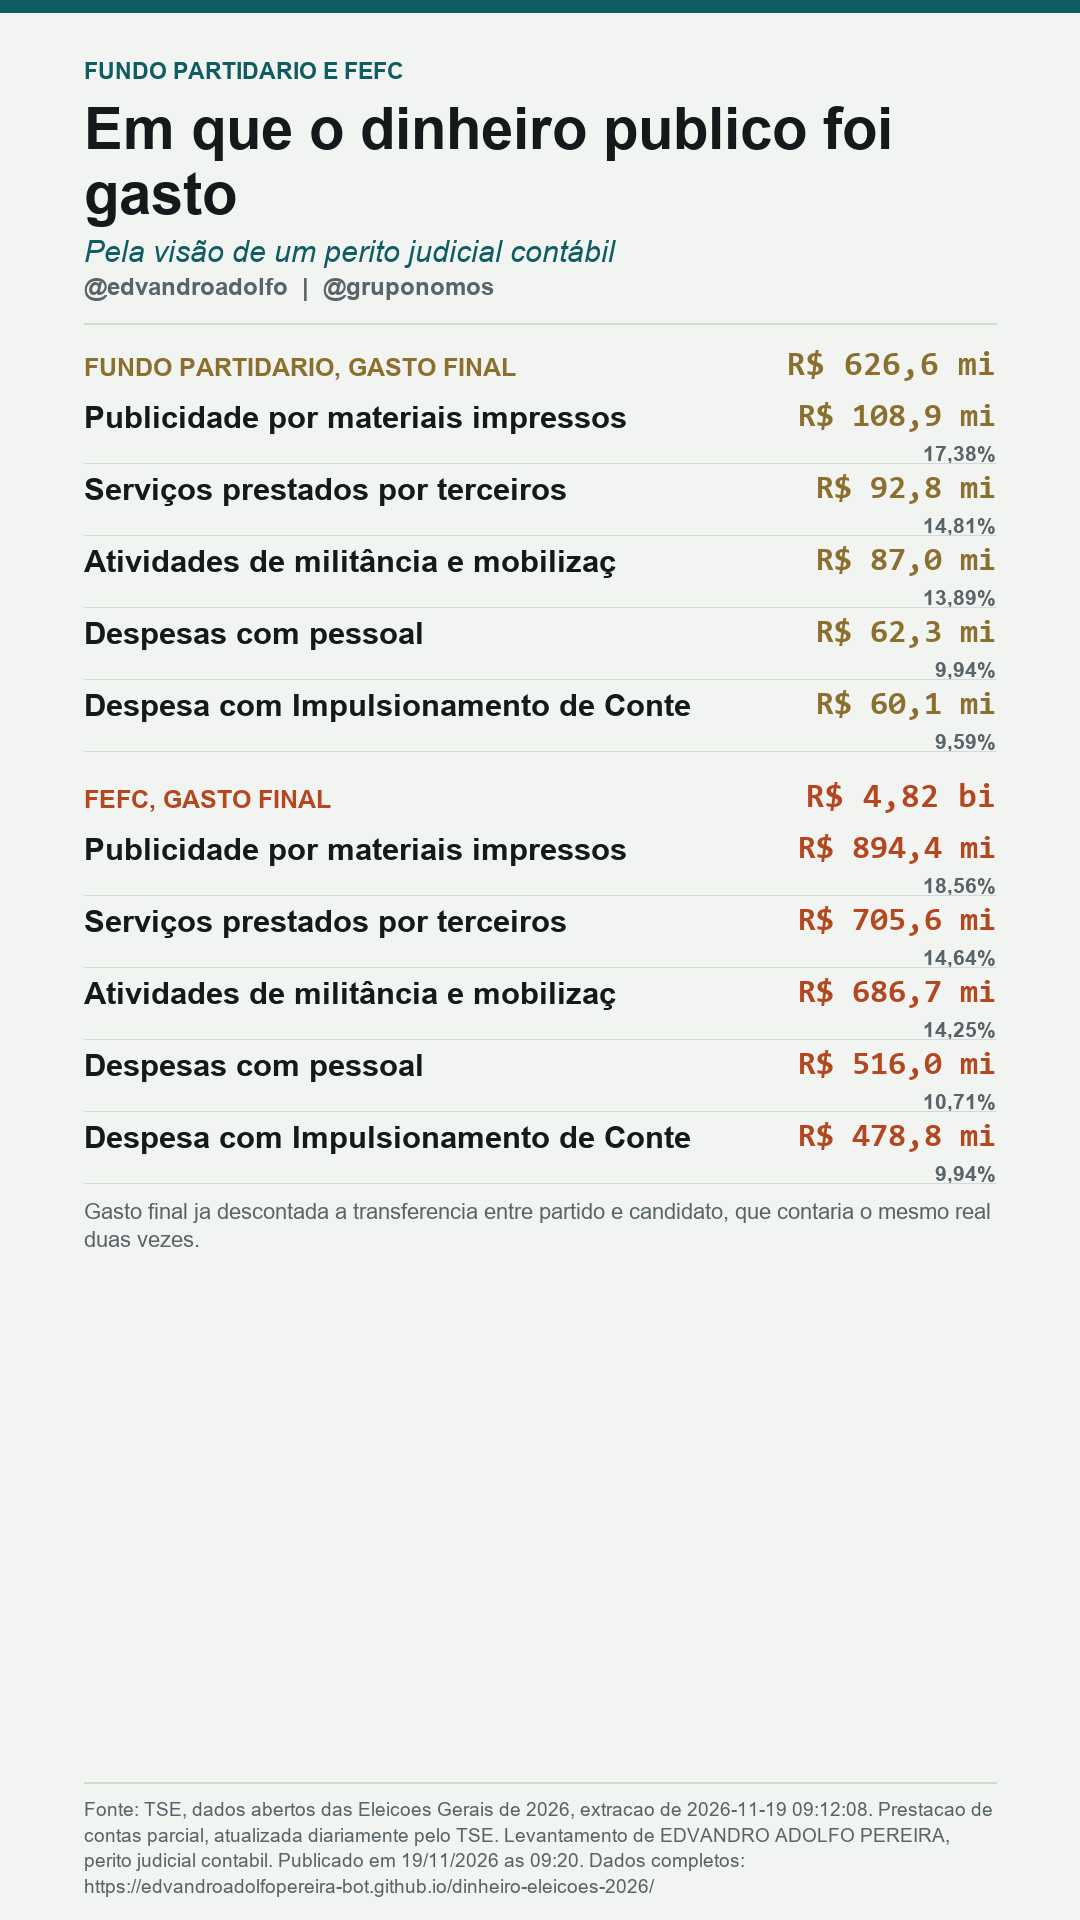 FUNDO PARTIDARIO E FEFC
Em que o dinheiro publico foi
gasto
Pela visão de um perito judicial contábil
@edvandroadolfo | @gruponomos
FUNDO PARTIDARIO, GASTO FINAL R$ 626,6 mi
Publicidade por materiais impressos R$ 108,9 mi
17,38%
Serviços prestados por terceiros R$ 92,8 mi
14,81%
Atividades de militância e mobilizaç R$ 87,0 mi
13,89%
Despesas com pessoal R$ 62,3 mi
9,94%
Despesa com Impulsionamento de Conte R$ 60,1 mi
9,59%
FEFC, GASTO FINAL R$ 4,82 bi
Publicidade por materiais impressos R$ 894,4 mi
18,56%
Serviços prestados por terceiros R$ 705,6 mi
14,64%
Atividades de militância e mobilizaç R$ 686,7 mi
14,25%
Despesas com pessoal R$ 516,0 mi
10,71%
Despesa com Impulsionamento de Conte R$ 478,8 mi
9,94%
Gasto final ja descontada a transferencia entre partido e candidato, que contaria o mesmo real
duas vezes.
Fonte: TSE, dados abertos das Eleicoes Gerais de 2026, extracao de 2026-11-19 09:12:08. Prestacao de
contas parcial, atualizada diariamente pelo TSE. Levantamento de EDVANDRO ADOLFO PEREIRA,
perito judicial contabil. Publicado em 19/11/2026 as 09:20. Dados completos:
https://edvandroadolfopereira-bot.github.io/dinheiro-eleicoes-2026/